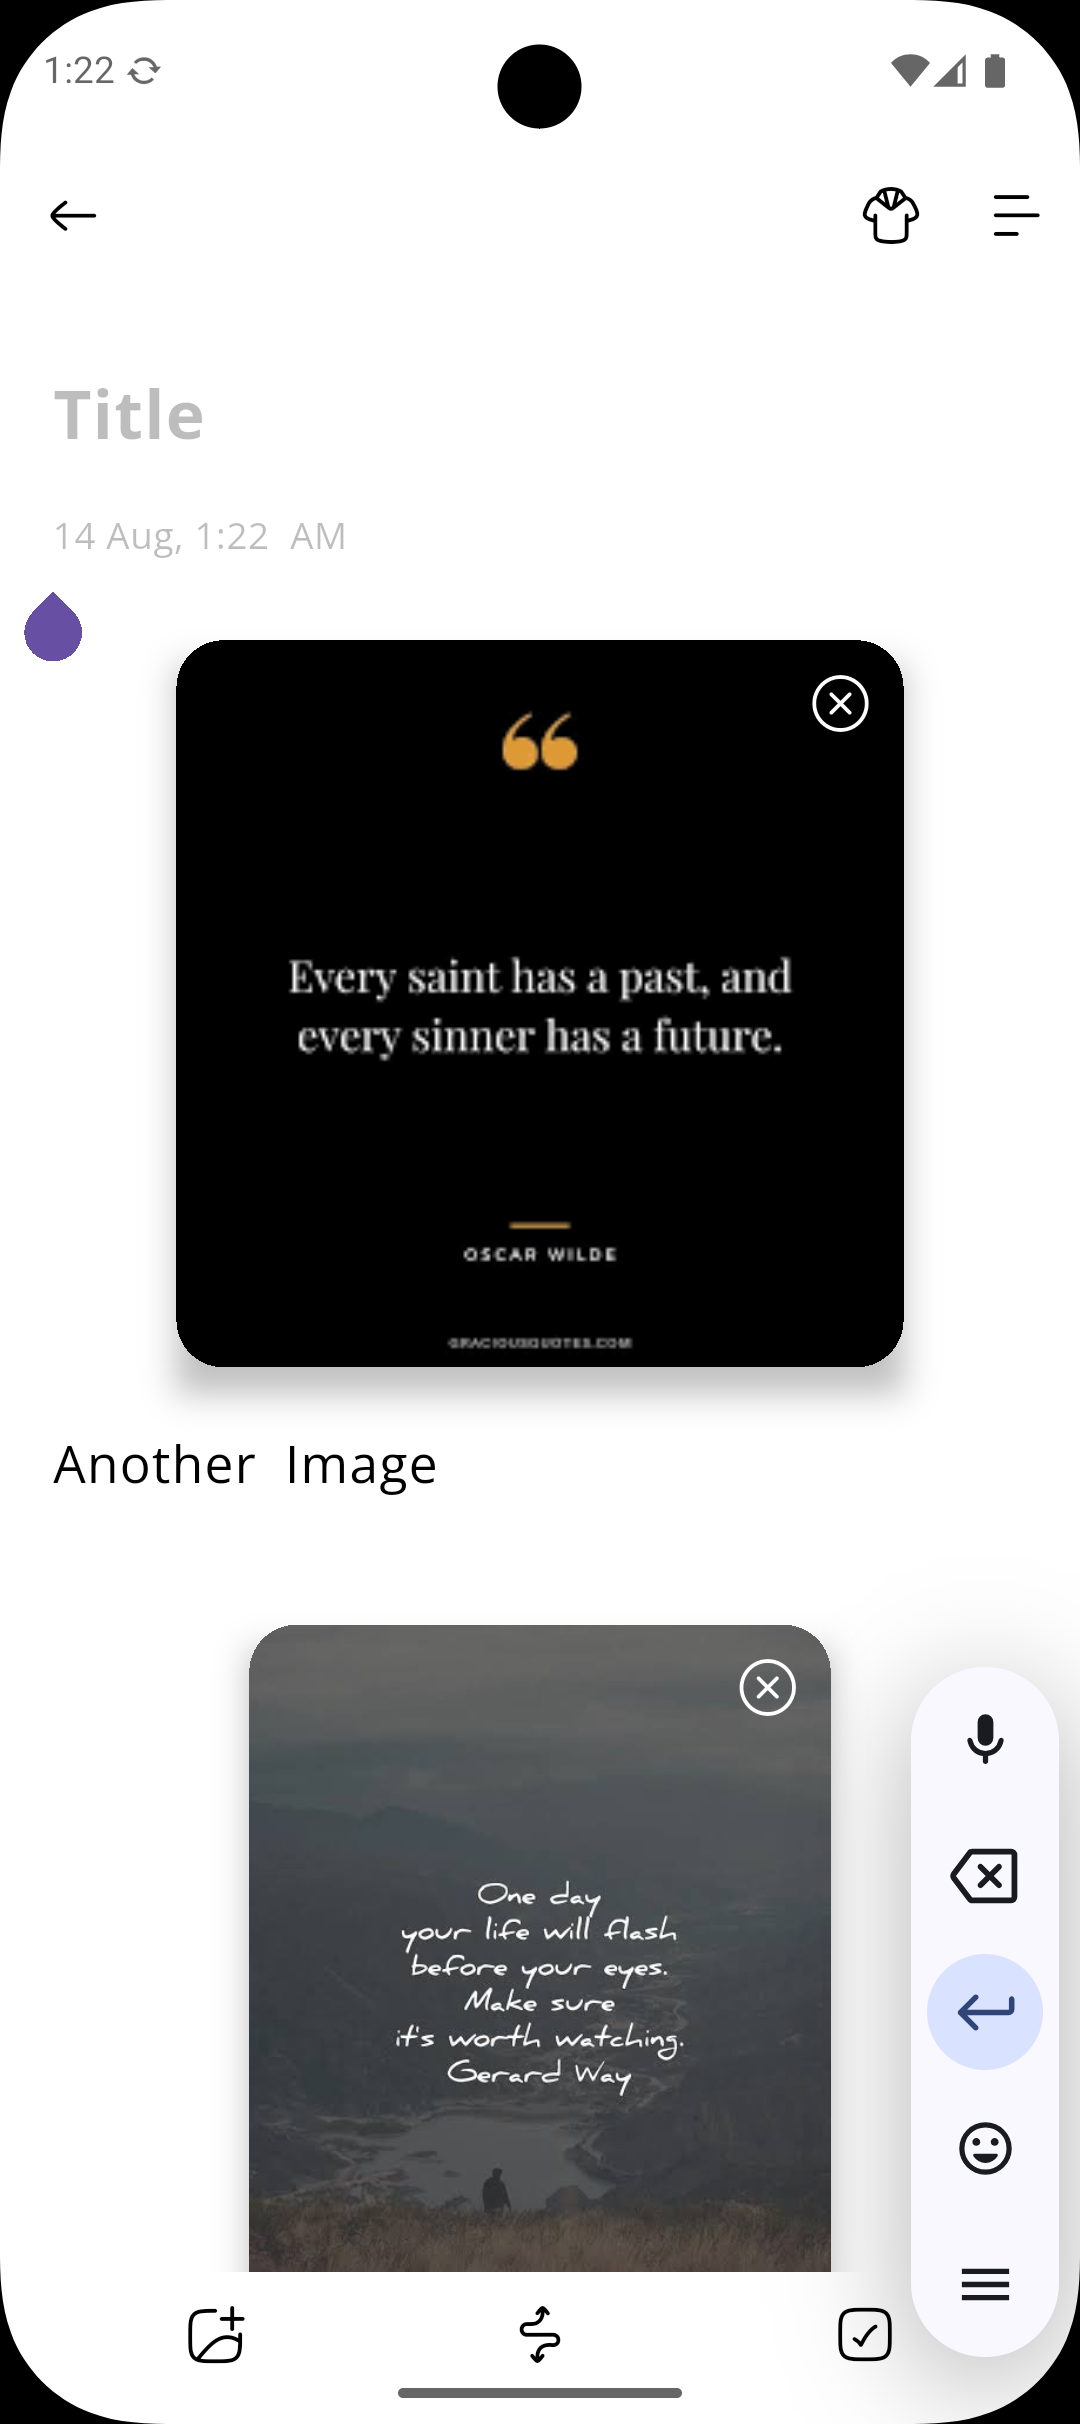 1:22
Title
14 Aug, 1:22 AM
Every saint has a past, and
every sinner has a future.
OSCAR WILDE
GRACIOUSQUOTES.COM
Another Image
One day
your life will flash
before your eyes.
Make sure
it's worth watching.
Gerard Way